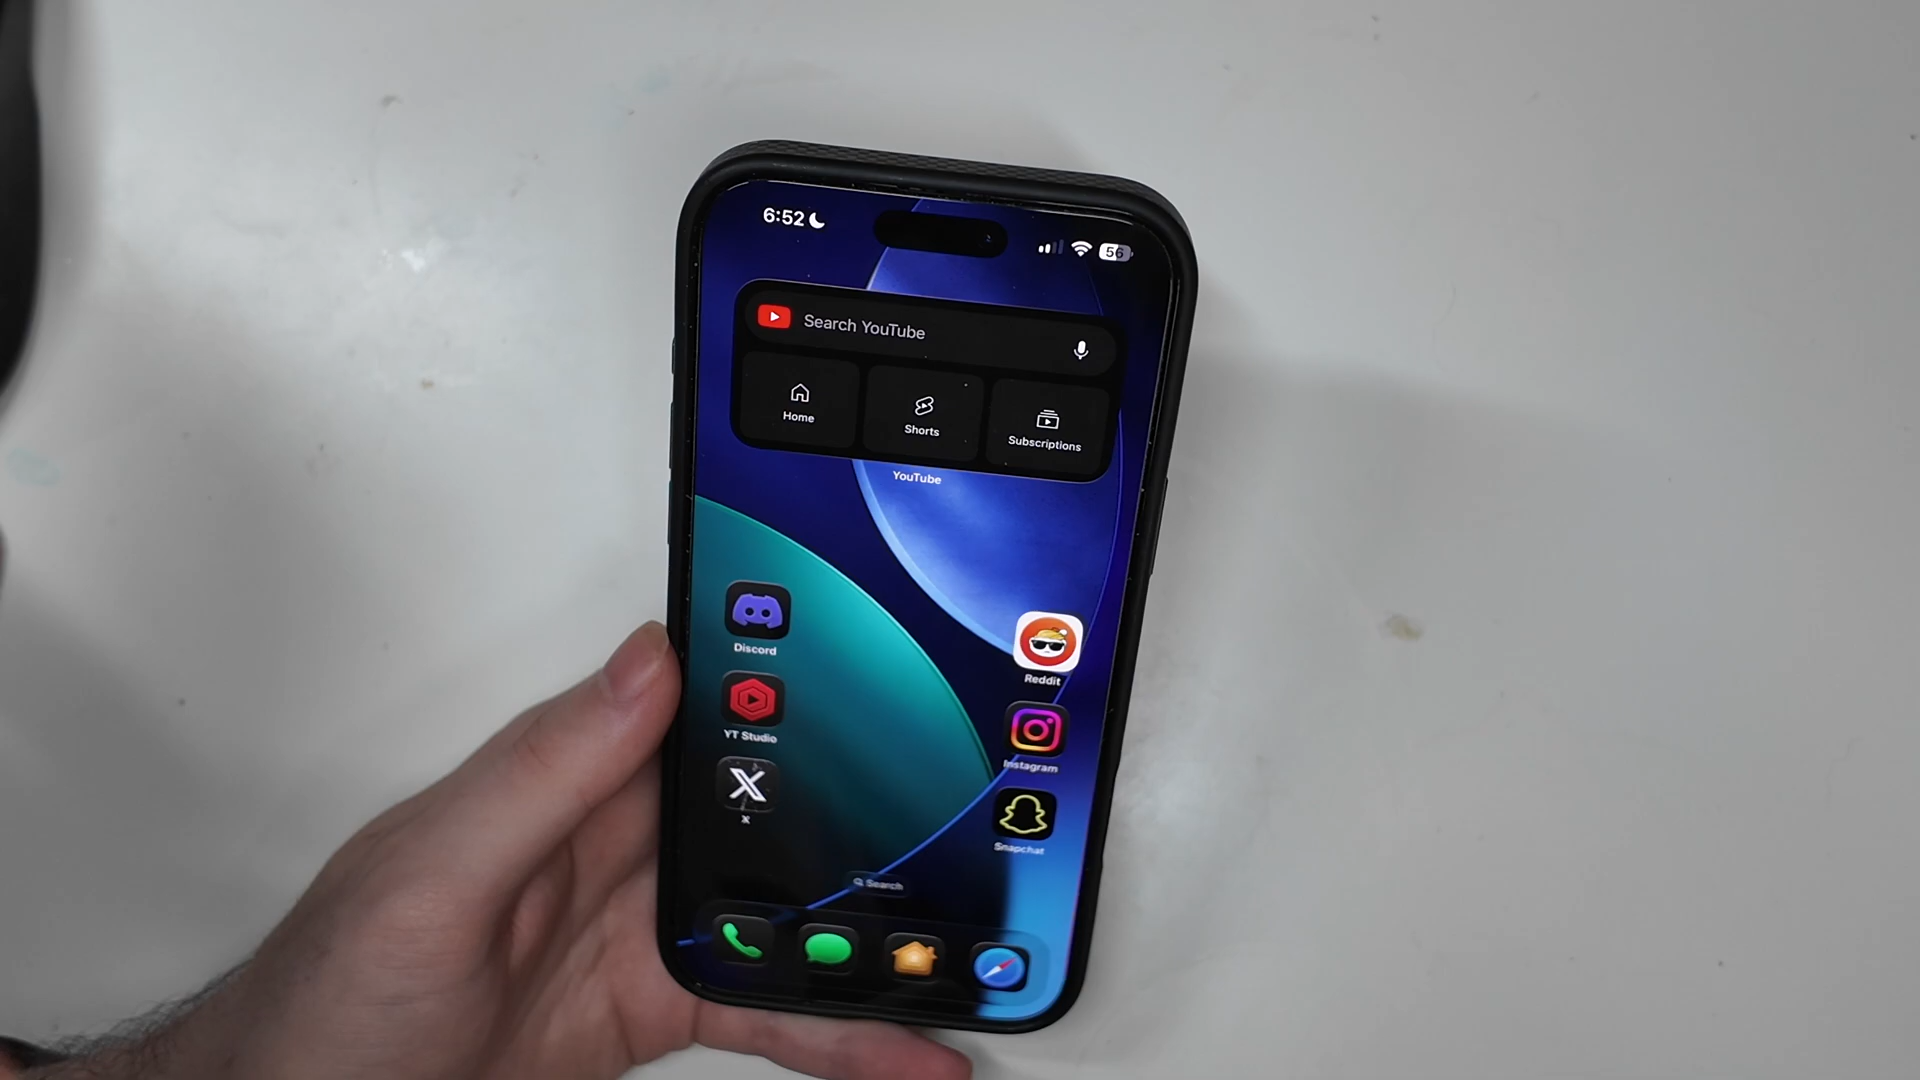 6:52
56
Search YouTube
Home
Shorts
Subscriptions
YouTube
Discord
Reddit
YT Studio
Instagram
X
Snapchat
Search